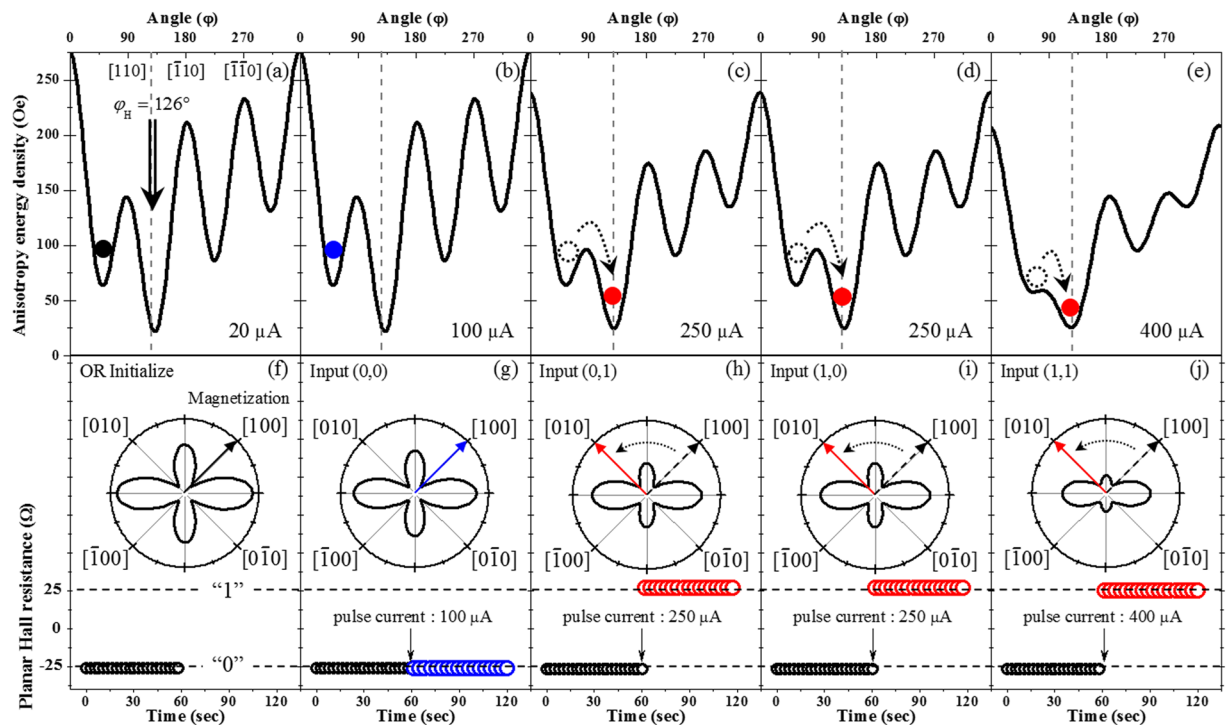 Angle (φ) Angle (φ) Angle (φ) Angle (φ) Angle (φ)
0 90 180 270 0 90 180 270 0 90 180 270 0 90 180 270 0 90 180 270
Anisotropy energy density (Oe)
250
200
150
100
50
0
[110] [1̄10] [1̄1̄0] (a)
φH = 126°
20 μA
(b)
100 μA
(c)
250 μA
(d)
250 μA
(e)
400 μA
Planar Hall resistance (Ω)
25
0
-25
OR Initialize (f)
Magnetization
[010] [100]
[1̄00] [01̄0]
“1”
“0”
Input (0,0) (g)
[010] [100]
[1̄00] [01̄0]
pulse current : 100 μA
Input (0,1) (h)
[010] [100]
[1̄00] [01̄0]
pulse current : 250 μA
Input (1,0) (i)
[010] [100]
[1̄00] [01̄0]
pulse current : 250 μA
Input (1,1) (j)
[010] [100]
[1̄00] [01̄0]
pulse current : 400 μA
0 30 60 90 120 0 30 60 90 120 0 30 60 90 120 0 30 60 90 120 0 30 60 90 120
Time (sec) Time (sec) Time (sec) Time (sec) Time (sec)